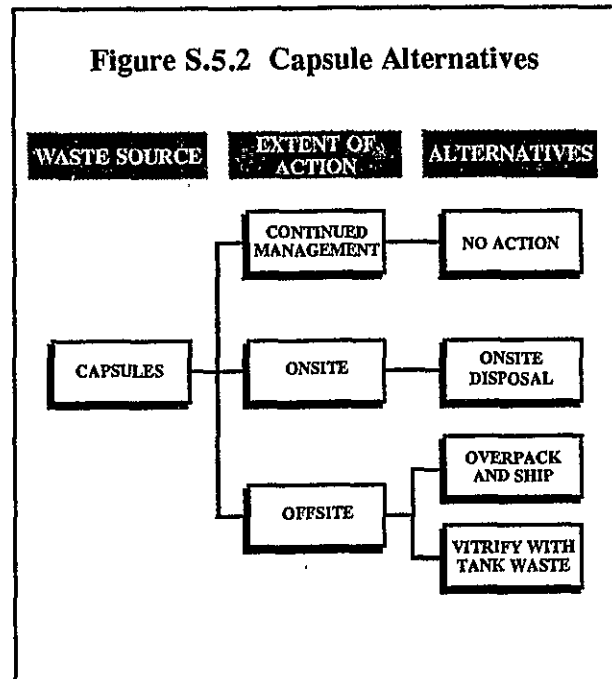 Figure S.5.2 Capsule Alternatives
WASTE SOURCE
EXTENT OF
ACTION
ALTERNATIVES
CONTINUED
MANAGEMENT
NO ACTION
CAPSULES
ONSITE
ONSITE
DISPOSAL
OFFSITE
OVERPACK
AND SHIP
VITRIFY WITH
TANK WASTE